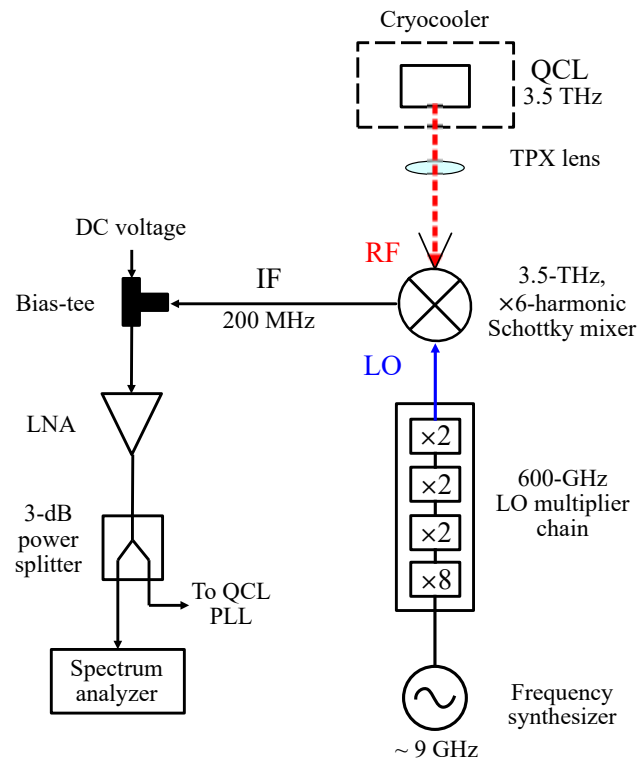 Cryocooler
QCL
3.5 THz
TPX lens
DC voltage
RF
Bias-tee
IF
200 MHz
3.5-THz,
×6-harmonic
Schottky mixer
LO
LNA
×2
×2
×2
×8
600-GHz
LO multiplier
chain
3-dB
power
splitter
To QCL
PLL
Spectrum
analyzer
Frequency
synthesizer
~ 9 GHz